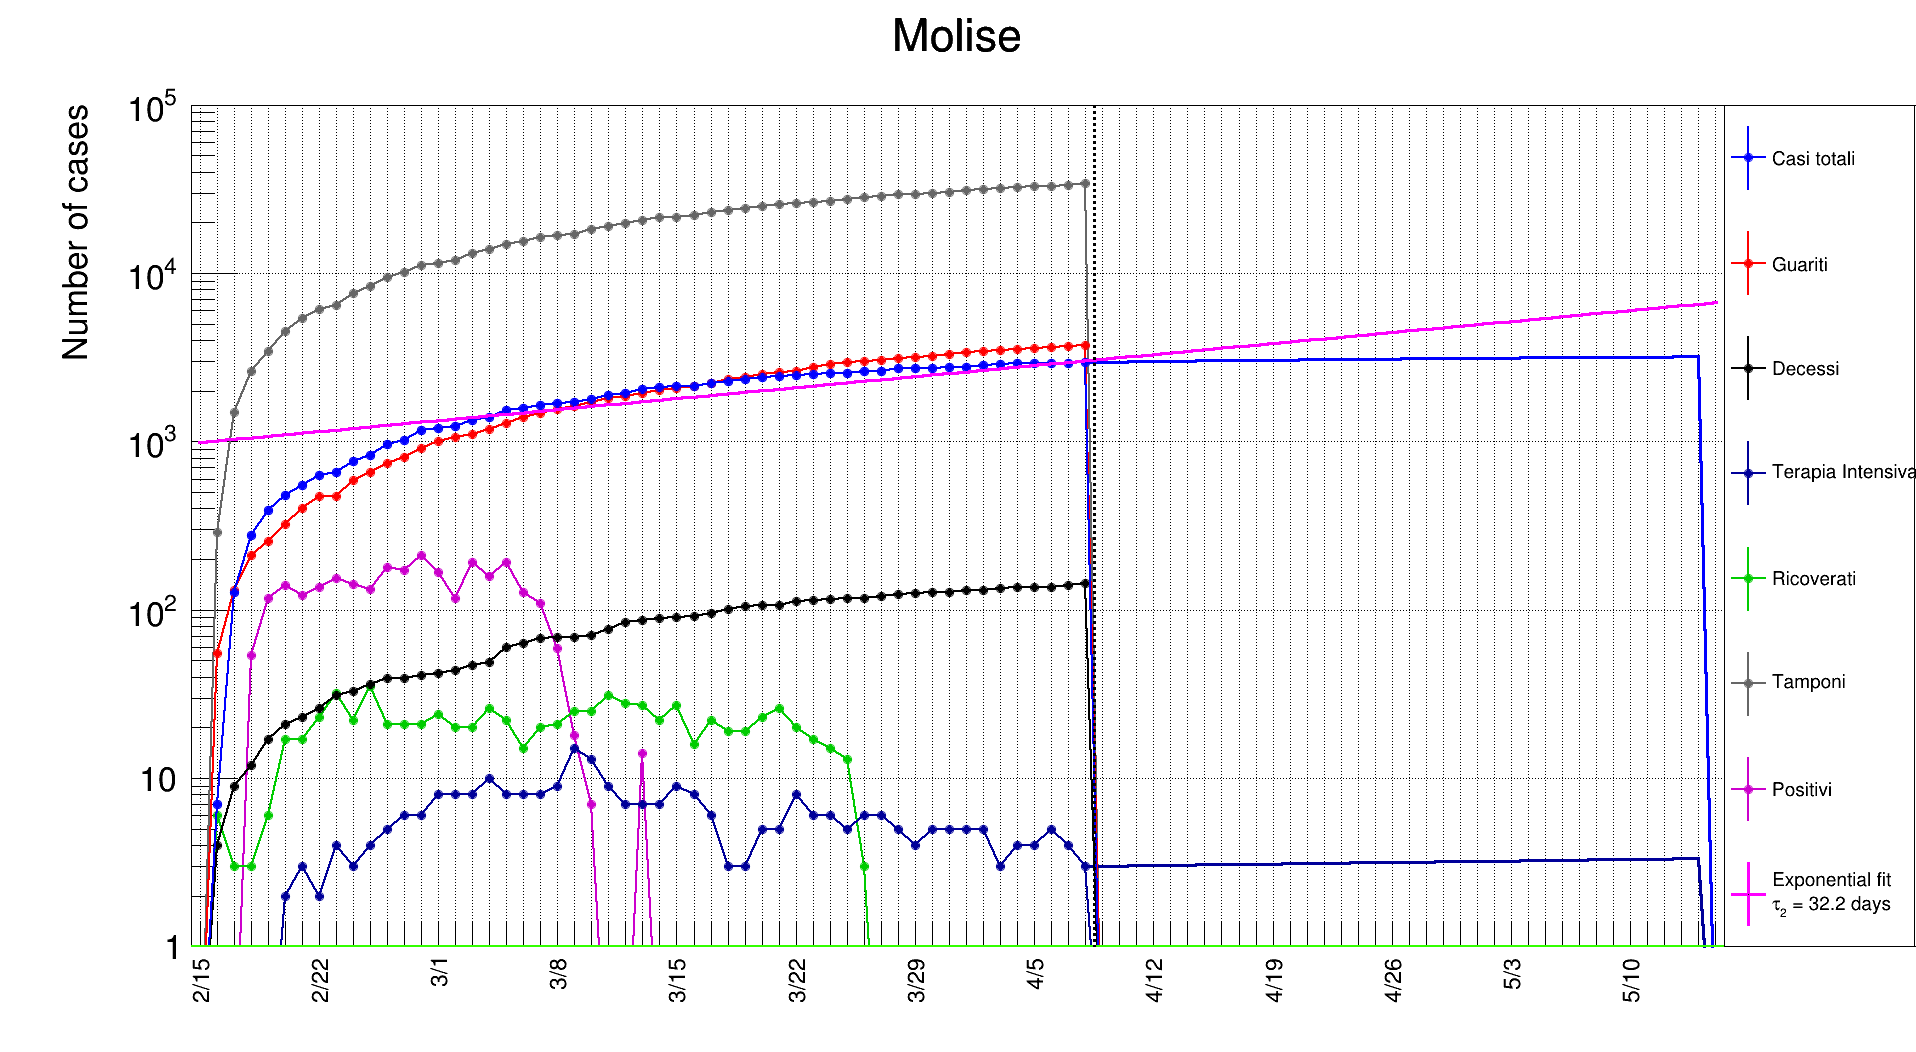 Molise
Number of cases
10^5
10^4
10^3
10^2
10
1
2/15
2/22
3/1
3/8
3/15
3/22
3/29
4/5
4/12
4/19
4/26
5/3
5/10
Casi totali
Guariti
Decessi
Terapia Intensiva
Ricoverati
Tamponi
Positivi
Exponential fit
τ_2 = 32.2 days